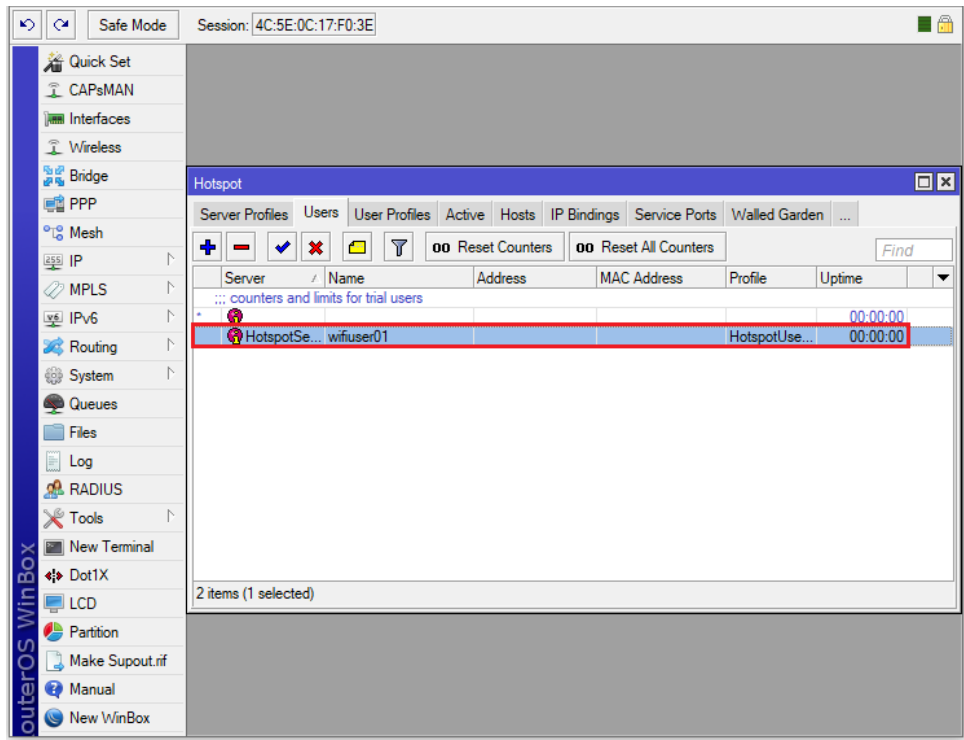 Safe Mode Session: 4C:5E:0C:17:F0:3E
Quick Set
CAPsMAN
Interfaces
Wireless
Bridge
PPP
Mesh
255 IP
MPLS
v6 IPv6
Routing
System
Queues
Files
Log
RADIUS
Tools
New Terminal
Dot1X
LCD
Partition
Make Supout.rif
Manual
New WinBox
outerOS WinBox
Hotspot
Server Profiles Users User Profiles Active Hosts IP Bindings Service Ports Walled Garden ...
00 Reset Counters 00 Reset All Counters Find
Server / Name Address MAC Address Profile Uptime
;;; counters and limits for trial users
* 00:00:00
HotspotSe... wifiuser01 HotspotUse... 00:00:00
2 items (1 selected)